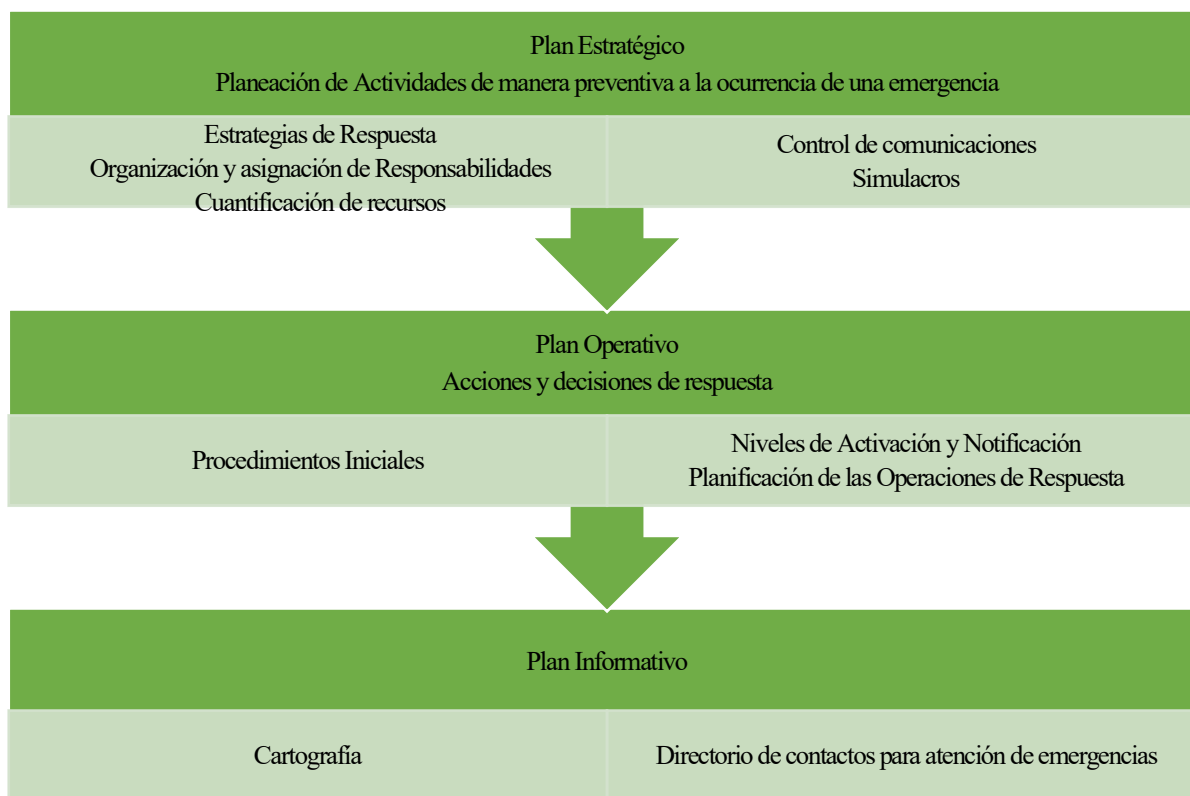 Plan Estratégico
Planeación de Actividades de manera preventiva a la ocurrencia de una emergencia
Estrategias de Respuesta
Organización y asignación de Responsabilidades
Cuantificación de recursos
Control de comunicaciones
Simulacros
Plan Operativo
Acciones y decisiones de respuesta
Procedimientos Iniciales
Niveles de Activación y Notificación
Planificación de las Operaciones de Respuesta
Plan Informativo
Cartografía
Directorio de contactos para atención de emergencias